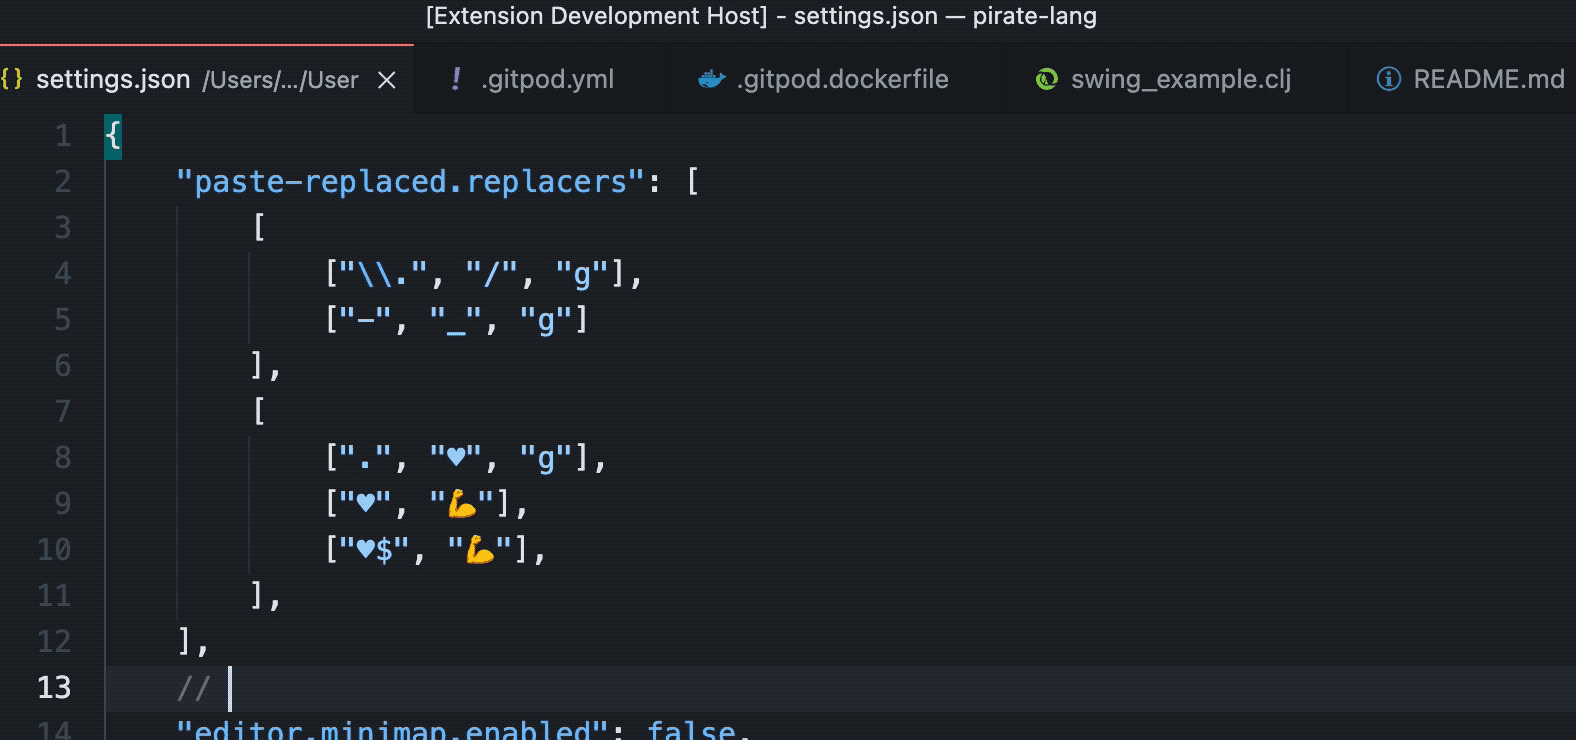 [Extension Development Host] - settings.json — pirate-lang
{} settings.json /Users/.../User × ! .gitpod.yml .gitpod.dockerfile swing_example.clj README.md
1 {
2 "paste-replaced.replacers": [
3 [
4 ["\\.", "/", "g"],
5 ["-", "_", "g"]
6 ],
7 [
8 [".", "♥", "g"],
9 ["♥", "💪"],
10 ["♥$", "💪"],
11 ],
12 ],
13 //
14 "editor.minimap.enabled": false,